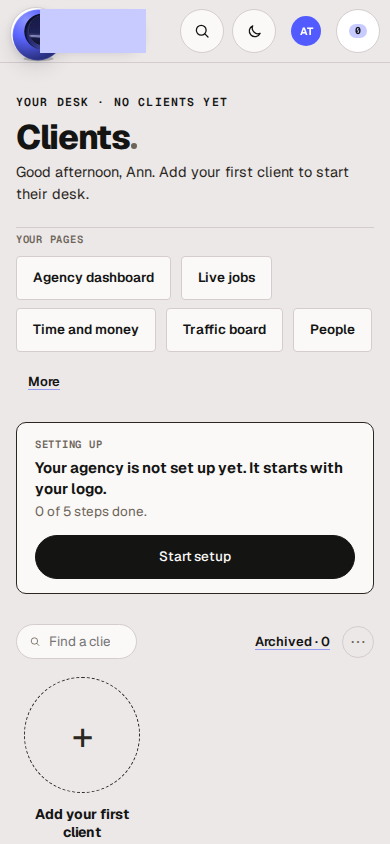 AT
0
YOUR DESK · NO CLIENTS YET
Clients.
Good afternoon, Ann. Add your first client to start
their desk.
YOUR PAGES
Agency dashboard
Live jobs
Time and money
Traffic board
People
More
SETTING UP
Your agency is not set up yet. It starts with
your logo.
0 of 5 steps done.
Start setup
Find a clie
Archived · 0
Add your first
client